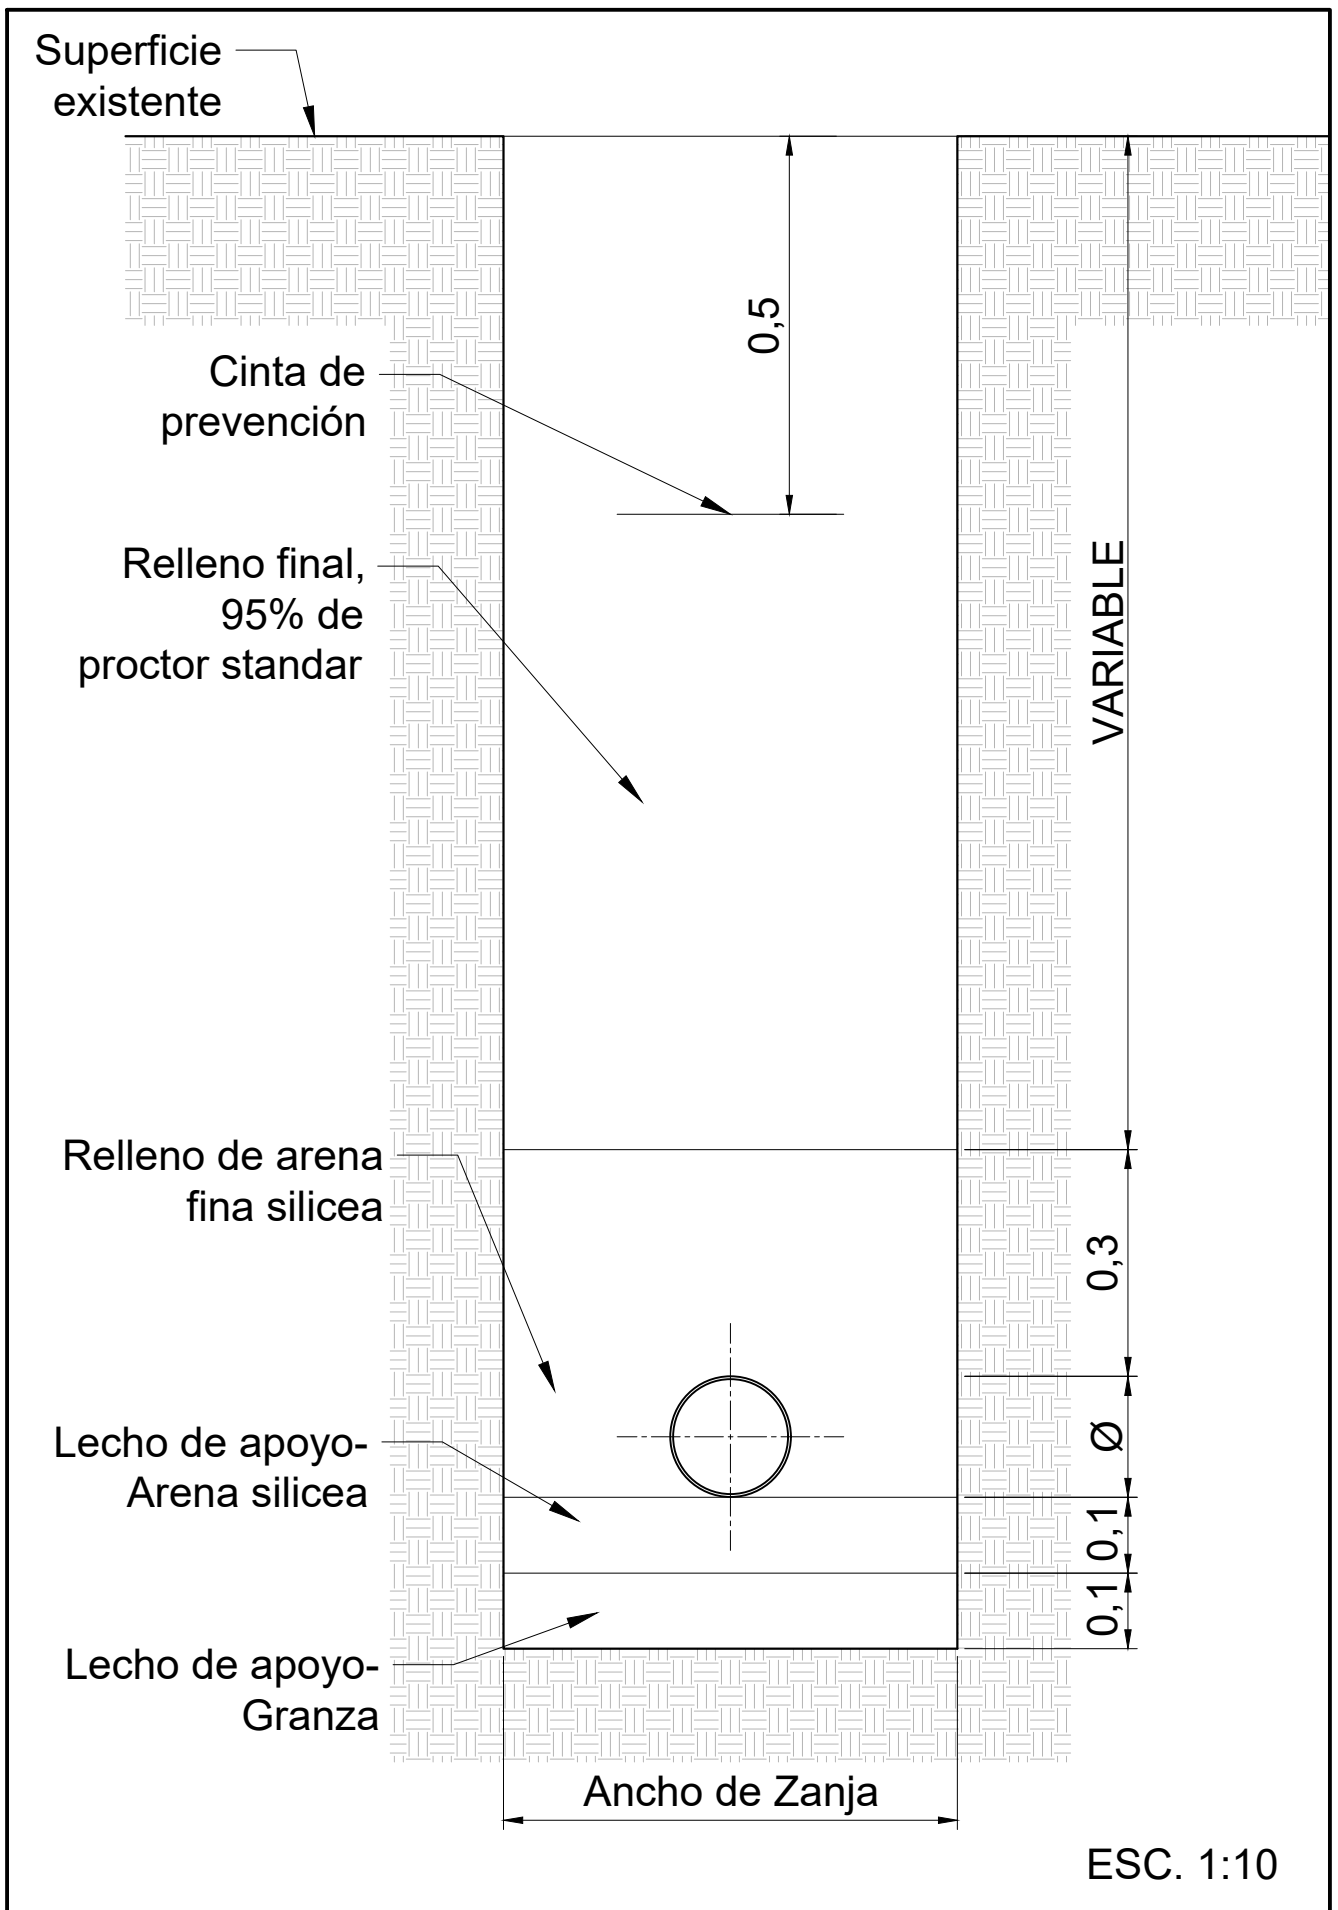 Superficie
existente
0,5
Cinta de
prevención
Relleno final,
95% de
proctor standar
VARIABLE
Relleno de arena
fina silicea
0,3
Ø
Lecho de apoyo-
Arena silicea
0,1
0,1
Lecho de apoyo-
Granza
Ancho de Zanja
ESC. 1:10